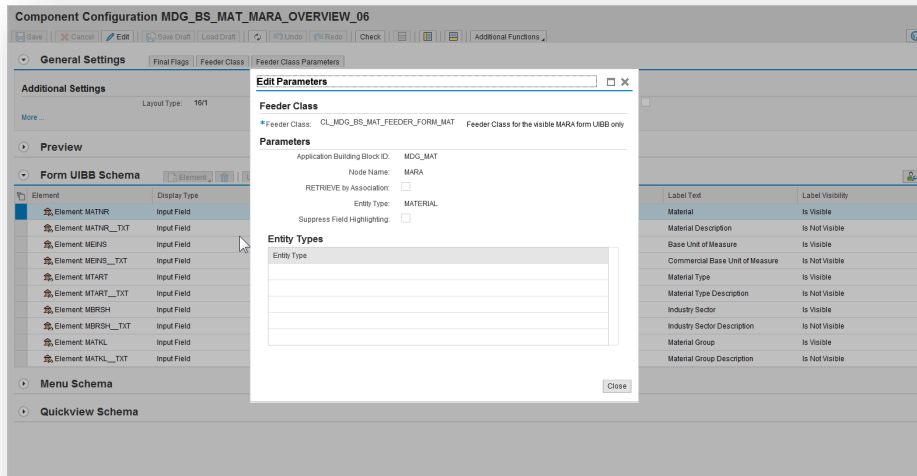 Component Configuration MDG_BS_MAT_MARA_OVERVIEW_06
Save Cancel Edit Save Draft Load Draft Undo Redo Check Additional Functions
General Settings Final Flags Feeder Class Feeder Class Parameters
Additional Settings
Layout Type: 16/1
More ...
Preview
Form UIBB Schema Element
Element Display Type Label Text Label Visibility
Element: MATNR Input Field Material Is Visible
Element: MATNR__TXT Input Field Material Description Is Not Visible
Element: MEINS Input Field Base Unit of Measure Is Visible
Element: MEINS__TXT Input Field Commercial Base Unit of Measure Is Not Visible
Element: MTART Input Field Material Type Is Visible
Element: MTART__TXT Input Field Material Type Description Is Not Visible
Element: MBRSH Input Field Industry Sector Is Visible
Element: MBRSH__TXT Input Field Industry Sector Description Is Not Visible
Element: MATKL Input Field Material Group Is Visible
Element: MATKL__TXT Input Field Material Group Description Is Not Visible
Menu Schema
Quickview Schema
Edit Parameters
Feeder Class
*Feeder Class: CL_MDG_BS_MAT_FEEDER_FORM_MAT Feeder Class for the visible MARA form UIBB only
Parameters
Application Building Block ID: MDG_MAT
Node Name: MARA
RETRIEVE by Association:
Entity Type: MATERIAL
Suppress Field Highlighting:
Entity Types
Entity Type
Close